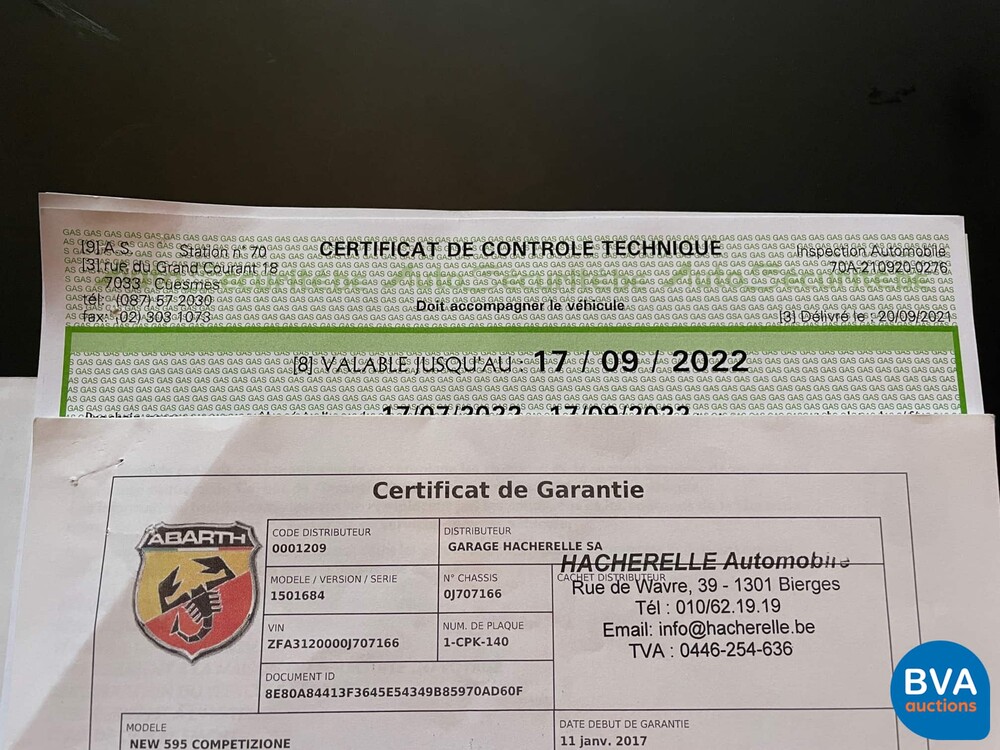 [9] A.S. Station n° 70 CERTIFICAT DE CONTROLE TECHNIQUE Inspection Automobile
[3] rue du Grand Courant 18 70A-210920-0276
7033 Cuesmes
tél: (087) 57 2030 Doit accompagner le véhicule
fax: (02) 303 1073 [3] Délivré le : 20/09/2021
[8] VALABLE JUSQU'AU : 17 / 09 / 2022
17/07/2022 17/09/2022
Certificat de Garantie
ABARTH
CODE DISTRIBUTEUR DISTRIBUTEUR
0001209 GARAGE HACHERELLE SA
HACHERELLE Automobile
MODELE / VERSION / SERIE N° CHASSIS CACHET DISTRIBUTEUR
1501684 0J707166 Rue de Wavre, 39 - 1301 Bierges
Tél : 010/62.19.19
VIN NUM. DE PLAQUE Email: info@hacherelle.be
ZFA3120000J707166 1-CPK-140 TVA : 0446-254-636
DOCUMENT ID
8E80A84413F3645E54349B85970AD60F
MODELE DATE DEBUT DE GARANTIE
NEW 595 COMPETIZIONE 11 janv. 2017
BVA
auctions